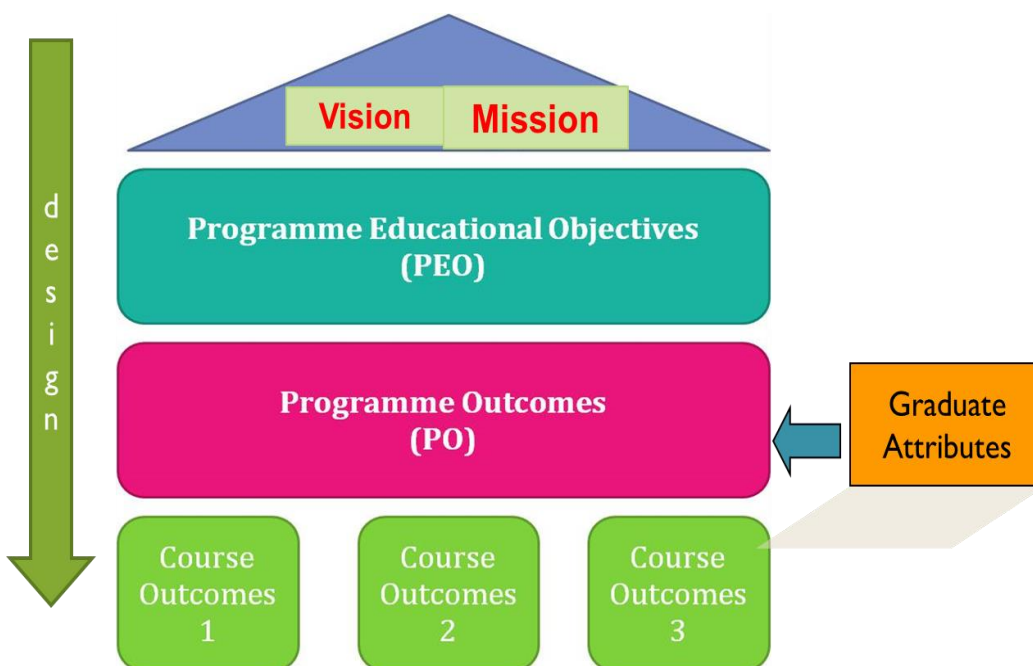 Vision
Mission
design
Programme Educational Objectives
(PEO)
Programme Outcomes
(PO)
Graduate
Attributes
Course
Outcomes
1
Course
Outcomes
2
Course
Outcomes
3